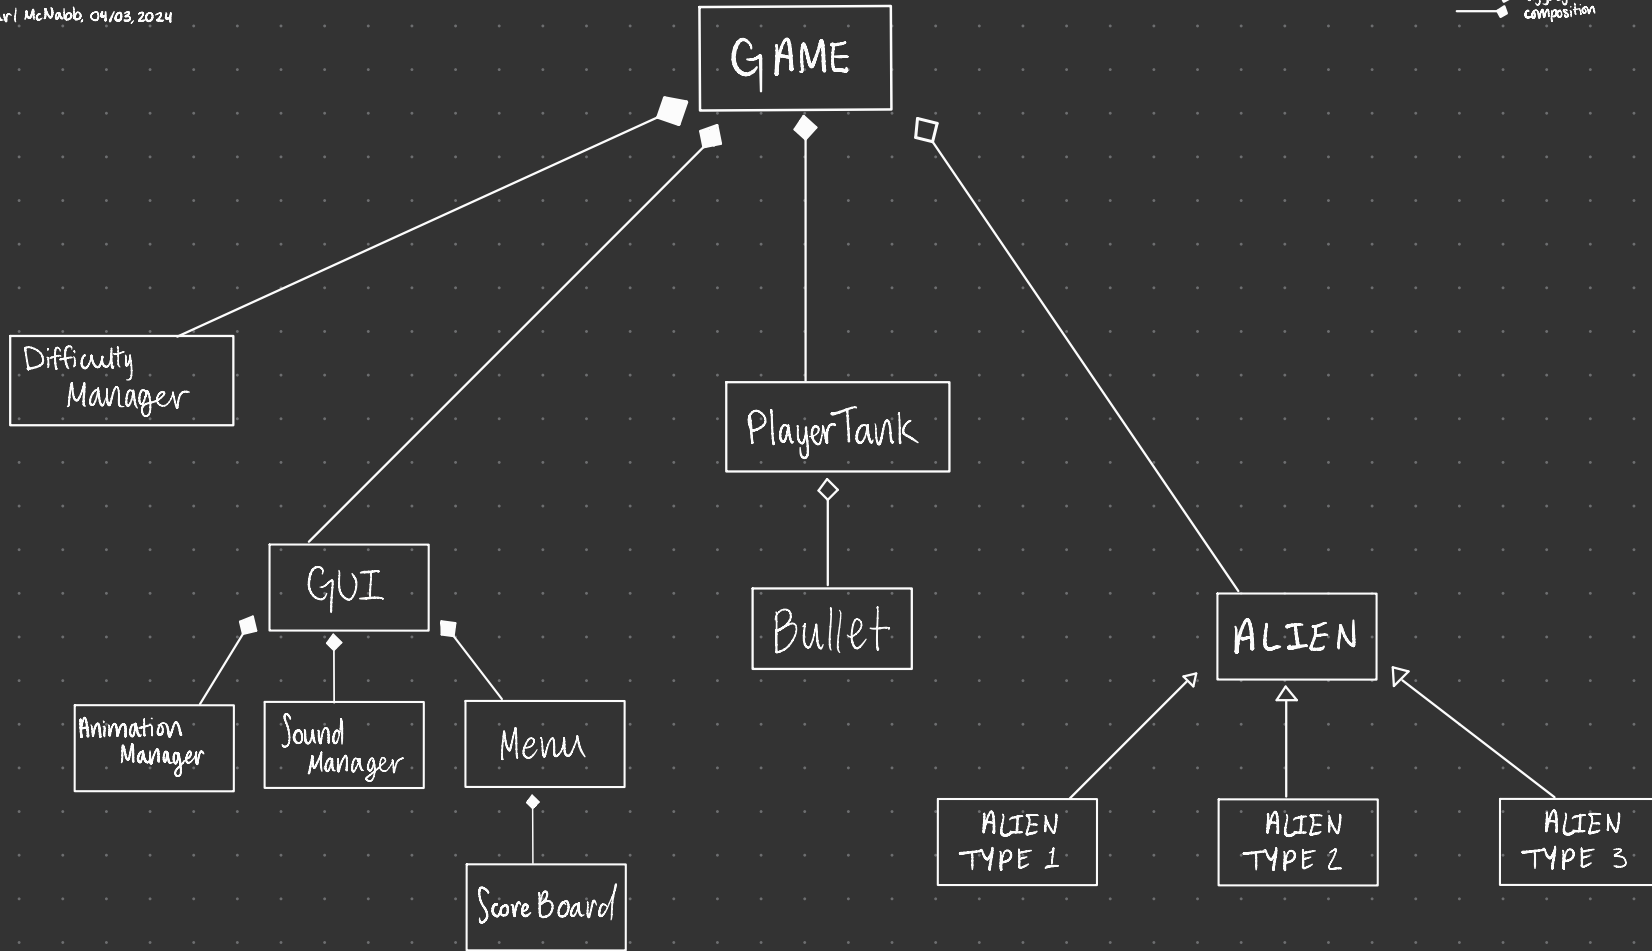 McNabb, 04/03, 2024
composition
GAME
Difficulty
Manager
PlayerTank
GUI
Bullet
ALIEN
Animation
Manager
Sound
Manager
Menu
ALIEN
TYPE 1
ALIEN
TYPE 2
ALIEN
TYPE 3
ScoreBoard